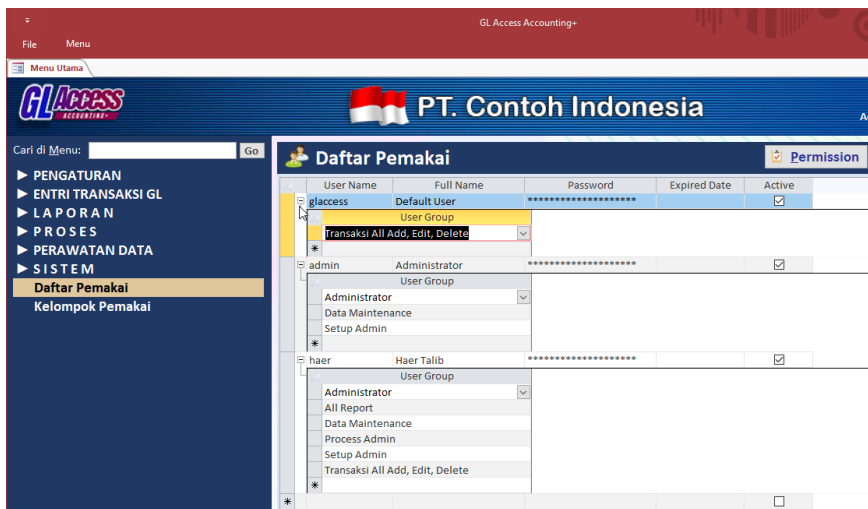 GL Access Accounting+
File Menu
Menu Utama
GL Access
ACCOUNTING+
PT. Contoh Indonesia
Cari di Menu: Go
Daftar Pemakai Permission
PENGATURAN
ENTRI TRANSAKSI GL
L A P O R A N
P R O S E S
PERAWATAN DATA
S I S T E M
Daftar Pemakai
Kelompok Pemakai
User Name Full Name Password Expired Date Active
glaccess Default User ********************
User Group
Transaksi All Add, Edit, Delete
admin Administrator ********************
User Group
Administrator
Data Maintenance
Setup Admin
haer Haer Talib ********************
User Group
Administrator
All Report
Data Maintenance
Process Admin
Setup Admin
Transaksi All Add, Edit, Delete